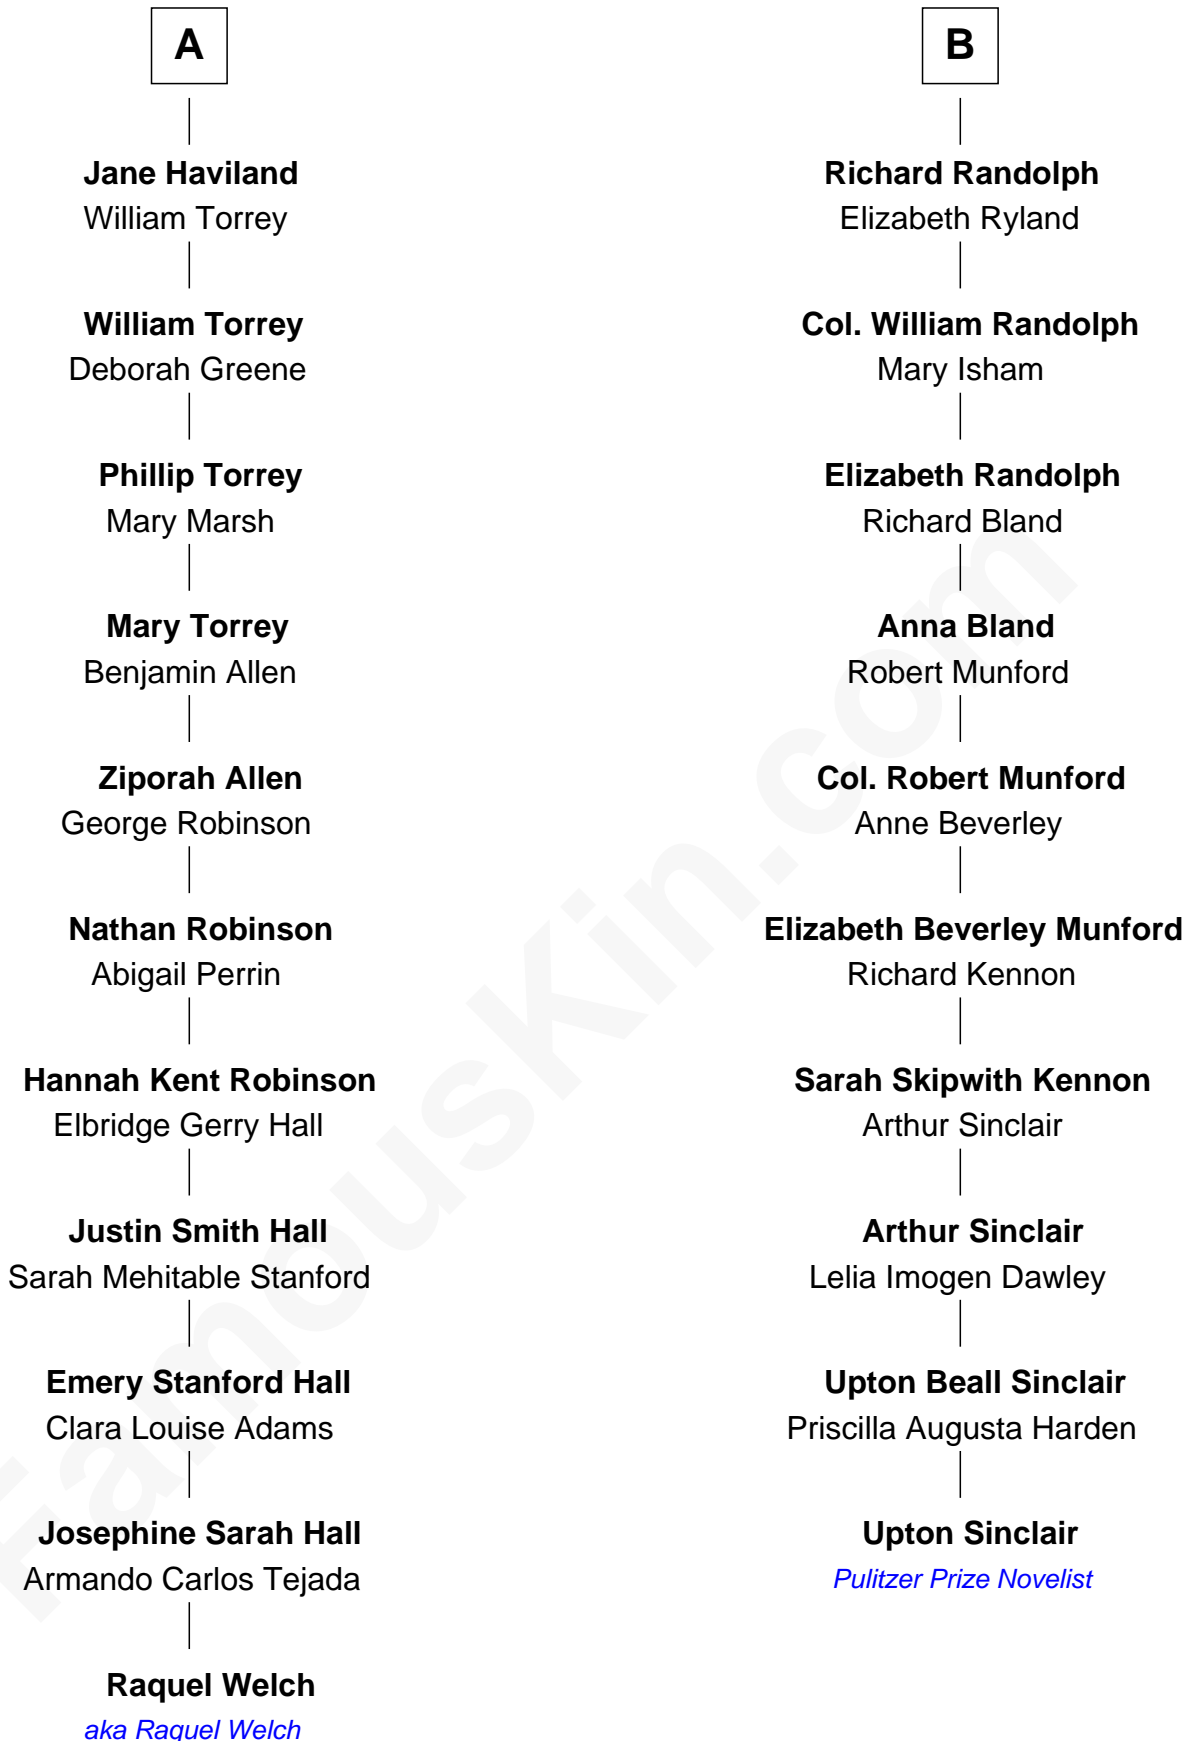 A
Jane Haviland
William Torrey
William Torrey
Deborah Greene
Phillip Torrey
Mary Marsh
Mary Torrey
Benjamin Allen
Ziporah Allen
George Robinson
Nathan Robinson
Abigail Perrin
Hannah Kent Robinson
Elbridge Gerry Hall
Justin Smith Hall
Sarah Mehitable Stanford
Emery Stanford Hall
Clara Louise Adams
Josephine Sarah Hall
Armando Carlos Tejada
Raquel Welch
aka Raquel Welch
B
Richard Randolph
Elizabeth Ryland
Col. William Randolph
Mary Isham
Elizabeth Randolph
Richard Bland
Anna Bland
Robert Munford
Col. Robert Munford
Anne Beverley
Elizabeth Beverley Munford
Richard Kennon
Sarah Skipwith Kennon
Arthur Sinclair
Arthur Sinclair
Lelia Imogen Dawley
Upton Beall Sinclair
Priscilla Augusta Harden
Upton Sinclair
Pulitzer Prize Novelist
FamousKin.com